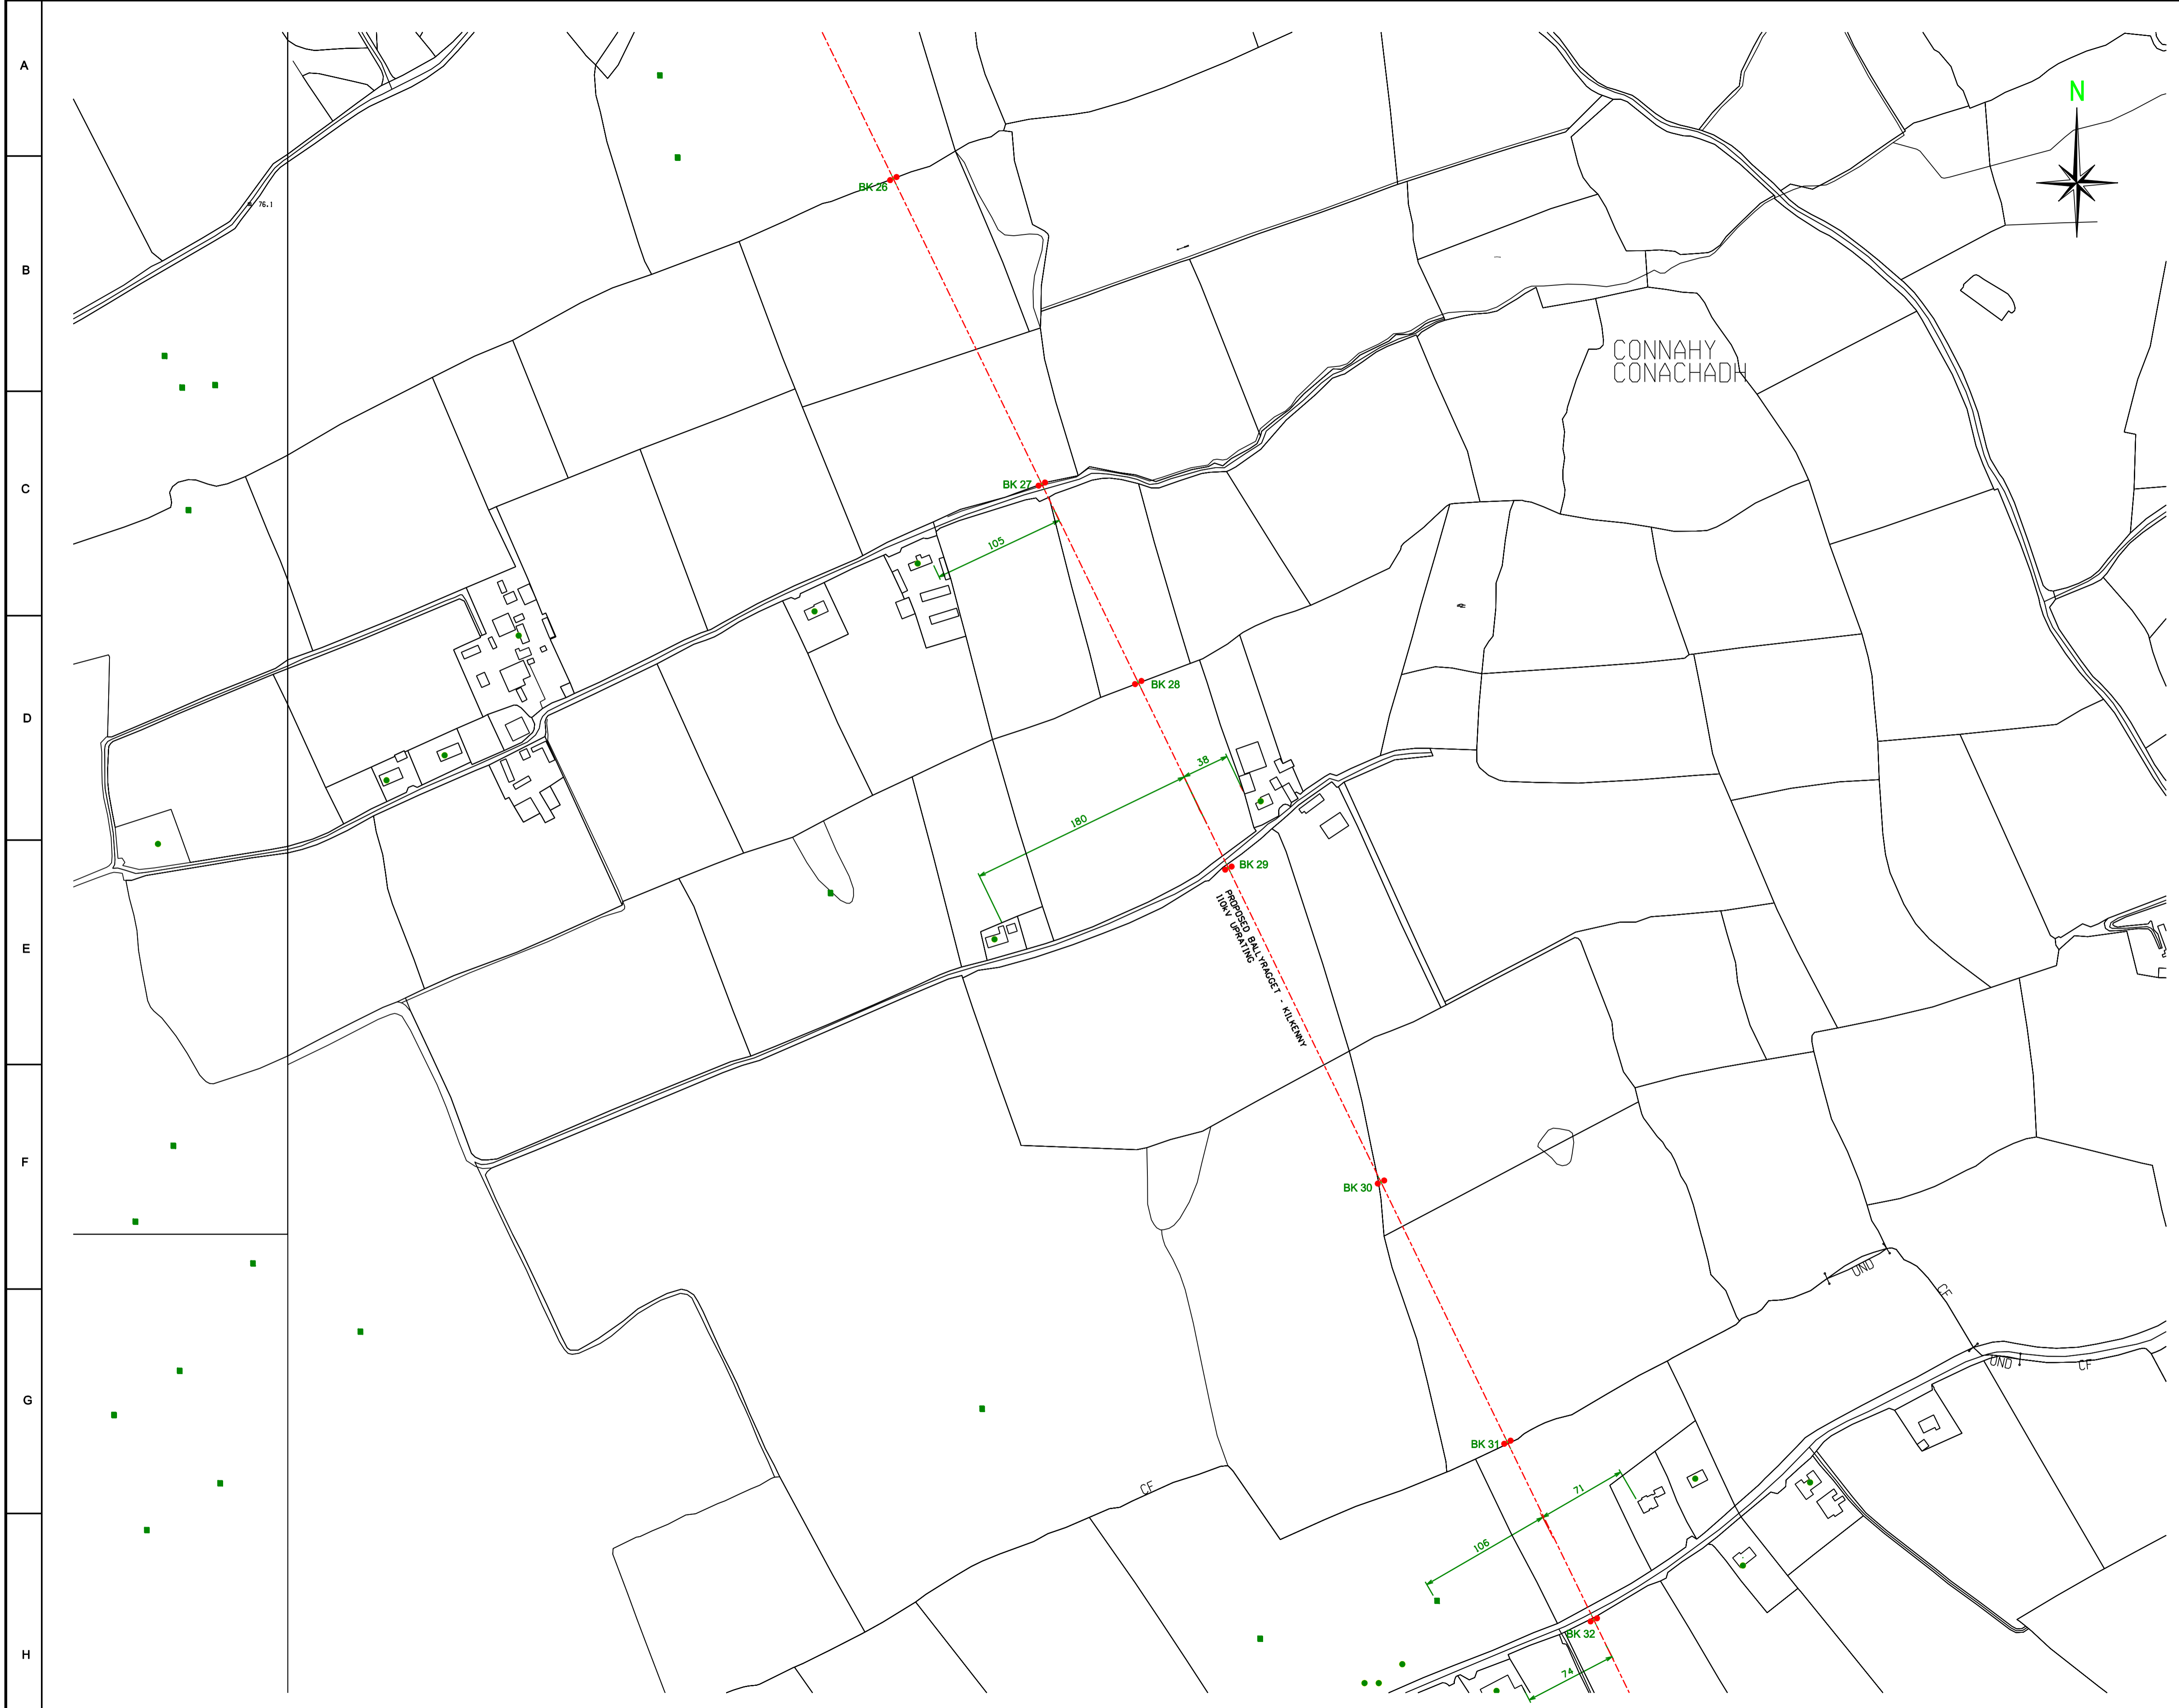 A
N
BK 26
76.1
B
CONNAHY
CONACHADH
C
BK 27
105
BK 28
D
38
180
BK 29
PROPOSED BALLYRAGGET - KILKENNY
110kV UPRATING
E
F
BK 30
UND
CF
UND
CF
G
BK 31
CF
71
106
BK 32
H
74